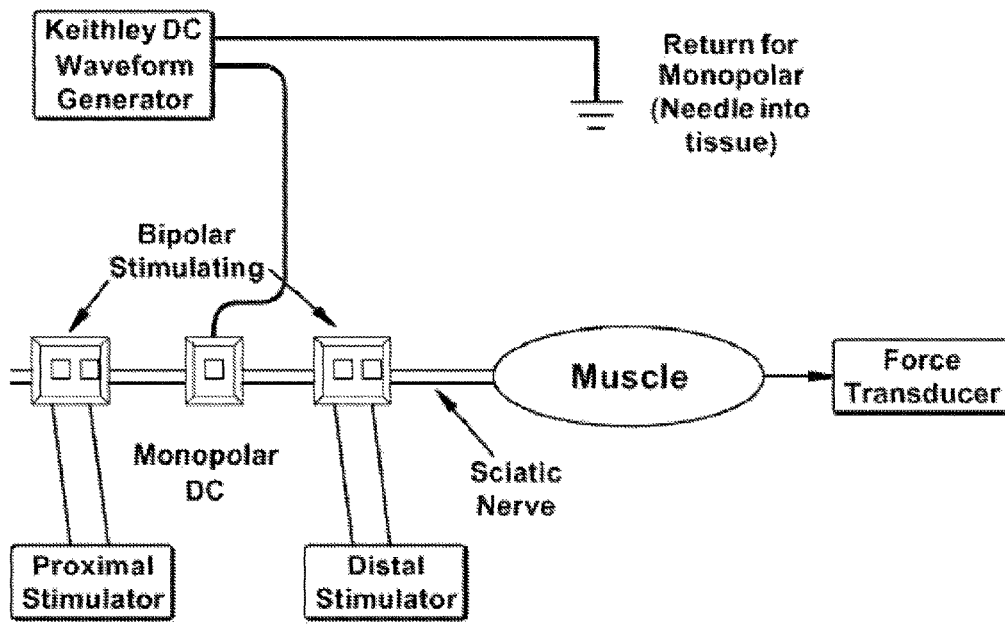 Keithley DC
Waveform
Generator
Return for
Monopolar
(Needle into
tissue)
Bipolar
Stimulating
Muscle
Force
Transducer
Monopolar
DC
Sciatic
Nerve
Proximal
Stimulator
Distal
Stimulator